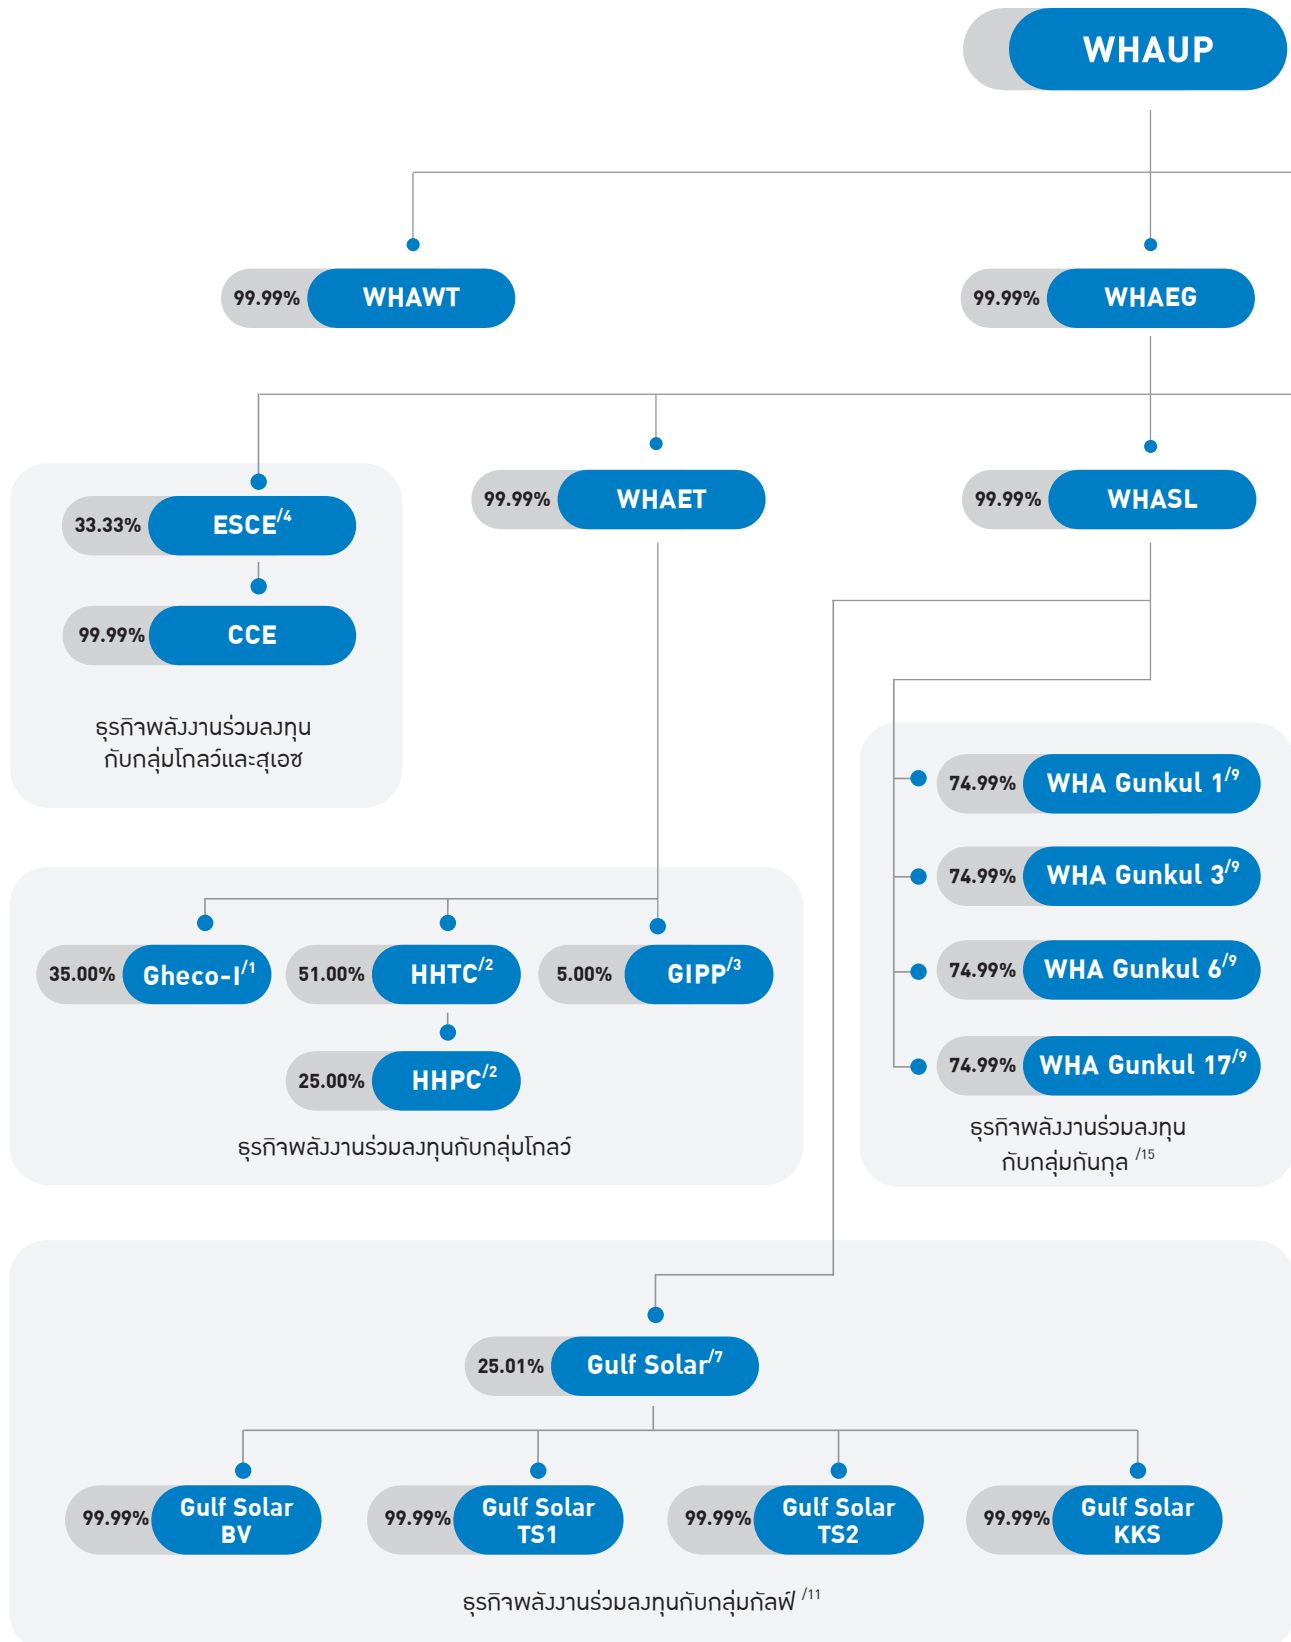 WHAUP
99.99% WHAWT
99.99% WHAEG
33.33% ESCE/4
99.99% WHAET
99.99% WHASL
99.99% CCE
ธุรกิจพลังงานร่วมลงทุน
กับกลุ่มโกลว์และสุเอซ
74.99% WHA Gunkul 1/9
74.99% WHA Gunkul 3/9
74.99% WHA Gunkul 6/9
74.99% WHA Gunkul 17/9
ธุรกิจพลังงานร่วมลงทุน
กับกลุ่มกันกุล /15
35.00% Gheco-I/1
51.00% HHTC/2
5.00% GIPP/3
25.00% HHPC/2
ธุรกิจพลังงานร่วมลงทุนกับกลุ่มโกลว์
25.01% Gulf Solar/7
99.99% Gulf Solar
BV
99.99% Gulf Solar
TS1
99.99% Gulf Solar
TS2
99.99% Gulf Solar
KKS
ธุรกิจพลังงานร่วมลงทุนกับกลุ่มกัลฟ์ /11